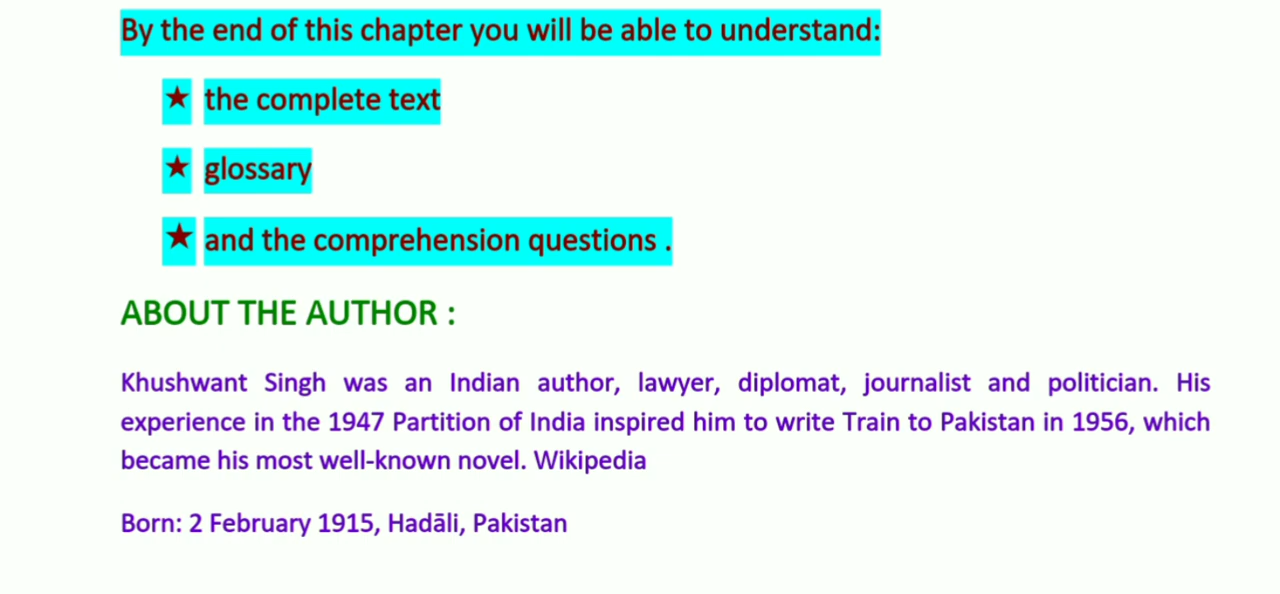 By the end of this chapter you will be able to understand:
★ the complete text
★ glossary
★ and the comprehension questions .
ABOUT THE AUTHOR :
Khushwant Singh was an Indian author, lawyer, diplomat, journalist and politician. His
experience in the 1947 Partition of India inspired him to write Train to Pakistan in 1956, which
became his most well-known novel. Wikipedia
Born: 2 February 1915, Hadāli, Pakistan